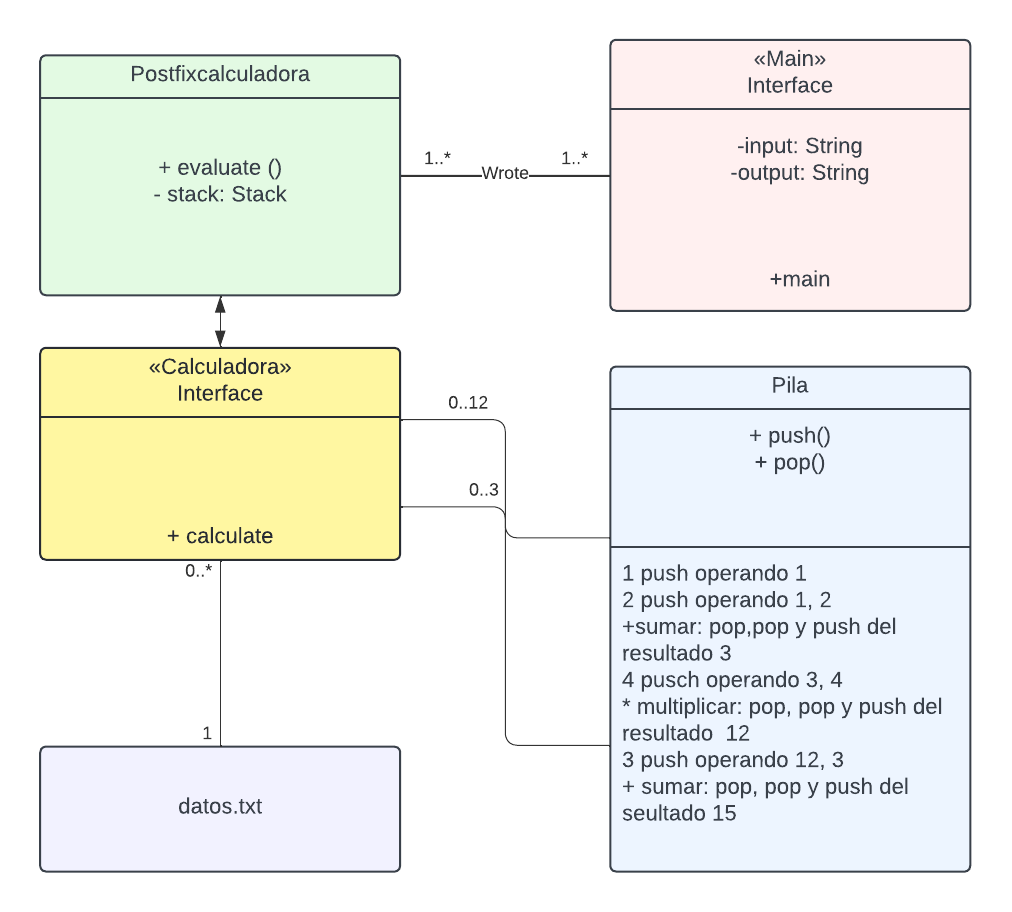 Postfixcalculadora
+ evaluate ()
- stack: Stack
1..*
Wrote
1..*
«Main»
Interface
-input: String
-output: String
+main
«Calculadora»
Interface
+ calculate
0..12
0..3
0..*
1
datos.txt
Pila
+ push()
+ pop()
1 push operando 1
2 push operando 1, 2
+sumar: pop,pop y push del
resultado 3
4 pusch operando 3, 4
* multiplicar: pop, pop y push del
resultado  12
3 push operando 12, 3
+ sumar: pop, pop y push del
seultado 15